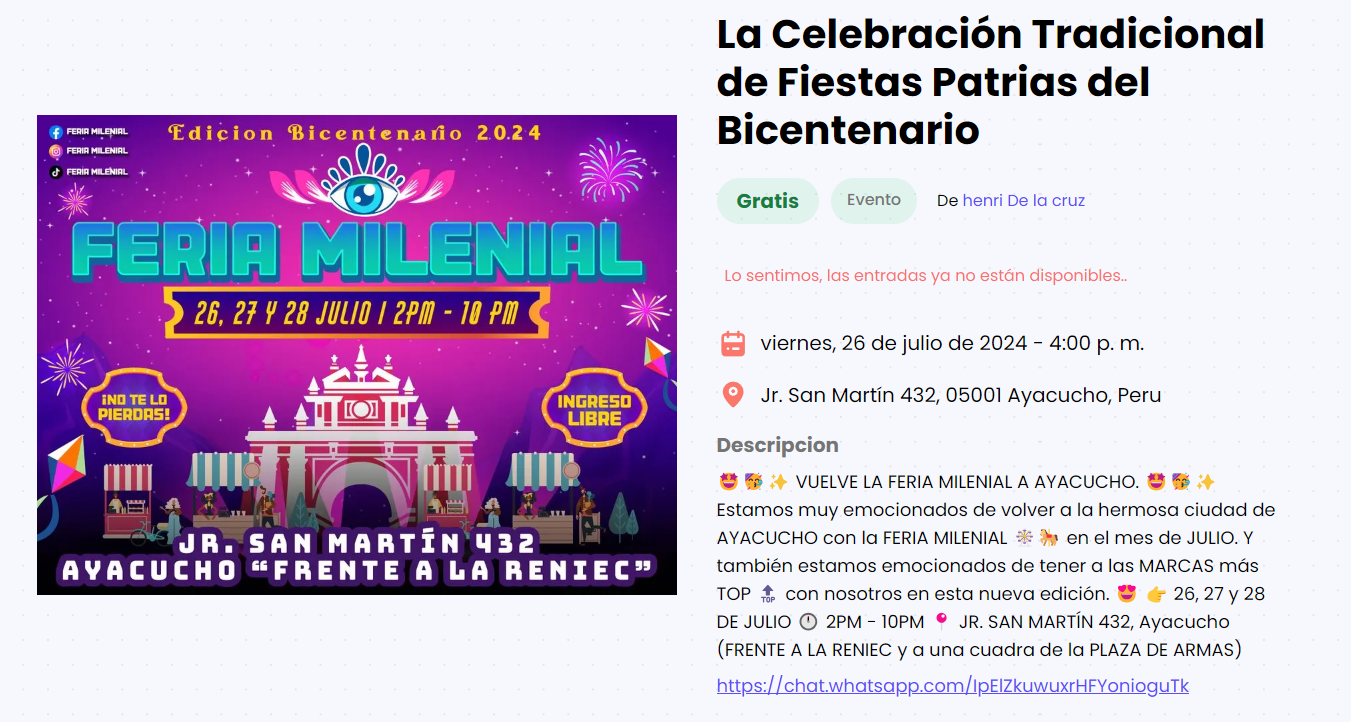 FERIA MILENIAL
FERIA MILENIAL
FERIA MILENIAL
Edicion Bicentenario 2024
FERIA MILENIAL
26, 27 Y 28 JULIO | 2PM - 10 PM
¡NO TE LO
PIERDAS!
INGRESO
LIBRE
JR. SAN MARTÍN 432
AYACUCHO “FRENTE A LA RENIEC”
La Celebración Tradicional
de Fiestas Patrias del
Bicentenario
Gratis
Evento
De henri De la cruz
Lo sentimos, las entradas ya no están disponibles..
viernes, 26 de julio de 2024 - 4:00 p. m.
Jr. San Martín 432, 05001 Ayacucho, Peru
Descripcion
🤩 🥳 ✨ VUELVE LA FERIA MILENIAL A AYACUCHO. 🤩 🥳 ✨
Estamos muy emocionados de volver a la hermosa ciudad de
AYACUCHO con la FERIA MILENIAL 🎡 🎠 en el mes de JULIO. Y
también estamos emocionados de tener a las MARCAS más
TOP 🔝 con nosotros en esta nueva edición. 😍 👉 26, 27 y 28
DE JULIO 🕛 2PM - 10PM 📍 JR. SAN MARTÍN 432, Ayacucho
(FRENTE A LA RENIEC y a una cuadra de la PLAZA DE ARMAS)
https://chat.whatsapp.com/IpElZkuwuxrHFYonioguTk